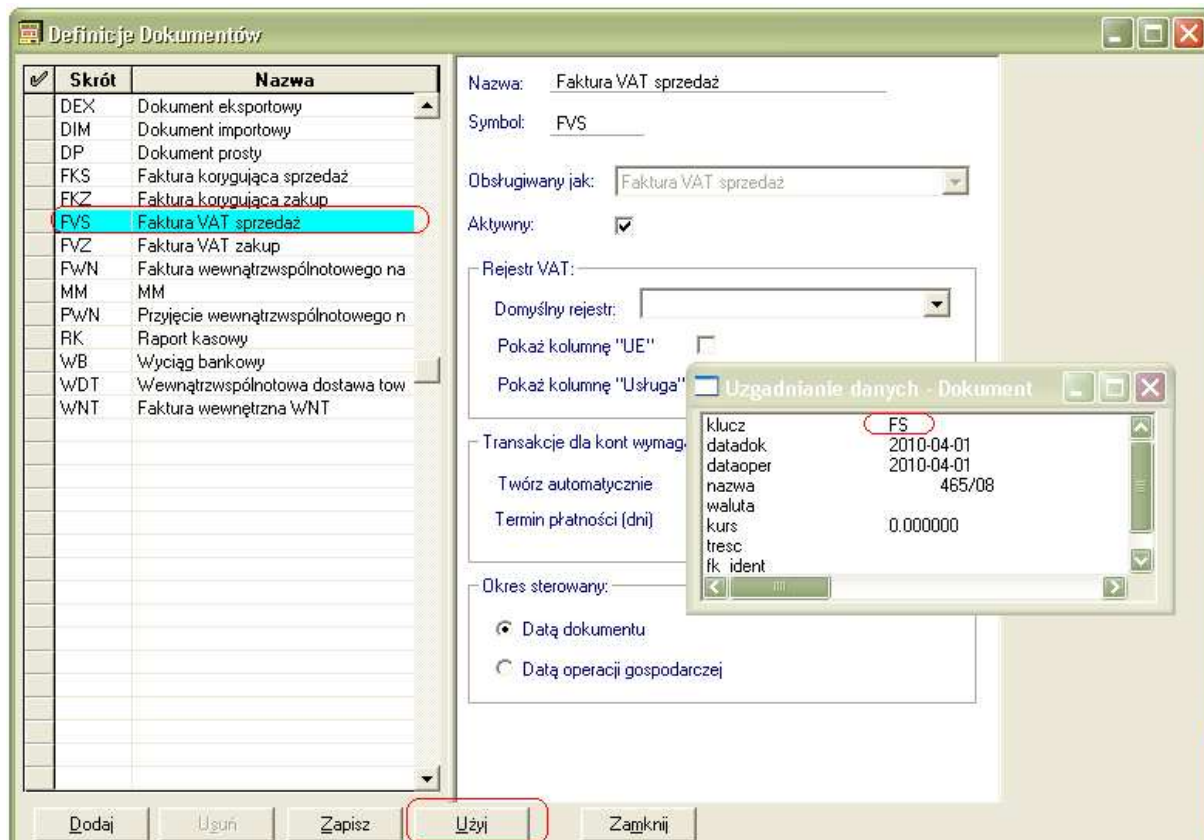 Definicje Dokumentów
Skrót Nazwa
DEX Dokument eksportowy
DIM Dokument importowy
DP Dokument prosty
FKS Faktura korygująca sprzedaż
FKZ Faktura korygująca zakup
FVS Faktura VAT sprzedaż
FVZ Faktura VAT zakup
FWN Faktura wewnątrzwspólnotowego na
MM MM
PWN Przyjęcie wewnątrzwspólnotowego n
RK Raport kasowy
WB Wyciąg bankowy
WDT Wewnątrzwspólnotowa dostawa tow
WNT Faktura wewnętrzna WNT
Nazwa: Faktura VAT sprzedaż
Symbol: FVS
Obsługiwany jak: Faktura VAT sprzedaż
Aktywny:
Rejestr VAT:
Domyślny rejestr:
Pokaż kolumnę "UE"
Pokaż kolumnę "Usługa"
Transakcje dla kont wymag
Twórz automatycznie
Termin płatności (dni)
Okres sterowany:
Datą dokumentu
Datą operacji gospodarczej
Uzgadnianie danych - Dokument
klucz FS
datadok 2010-04-01
dataoper 2010-04-01
nazwa 465/08
waluta
kurs 0.000000
tresc
fk_ident
Dodaj Usuń Zapisz Użyj Zamknij